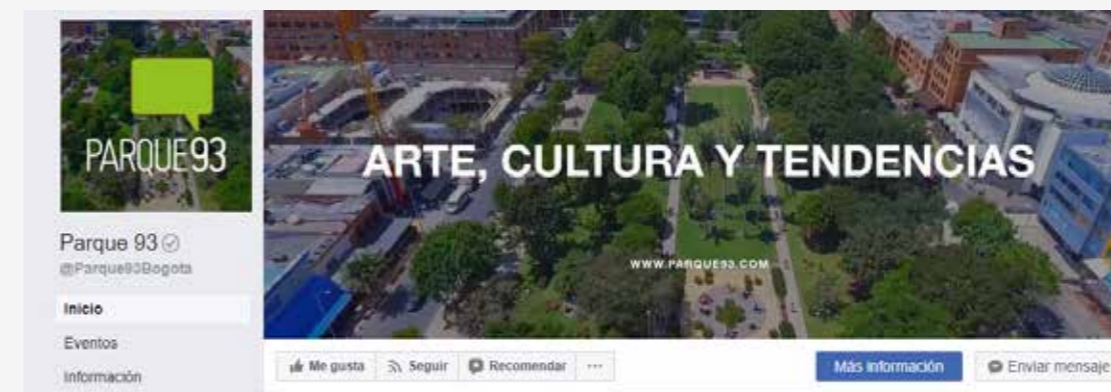 PARQUE93
Parque 93
@Parque93Bogota
Inicio
Eventos
Información
ARTE, CULTURA Y TENDENCIAS
WWW.PARQUE93.COM
Me gusta
Seguir
Recomendar
...
Más información
Enviar mensaje